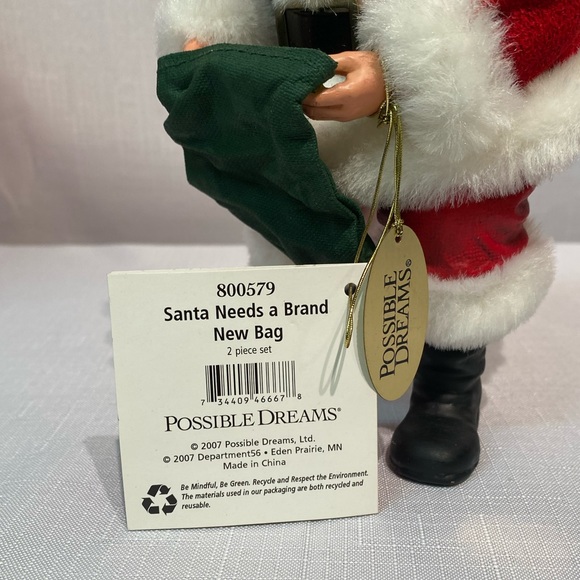 800579
Santa Needs a Brand
New Bag
2 piece set
7 34409 46667 8
POSSIBLE DREAMS®
© 2007 Possible Dreams, Ltd.
© 2007 Department56 • Eden Prairie, MN
Made in China
Be Mindful, Be Green. Recycle and Respect the Environment.
The materials used in our packaging are both recycled and
reusable.
POSSIBLE
DREAMS®